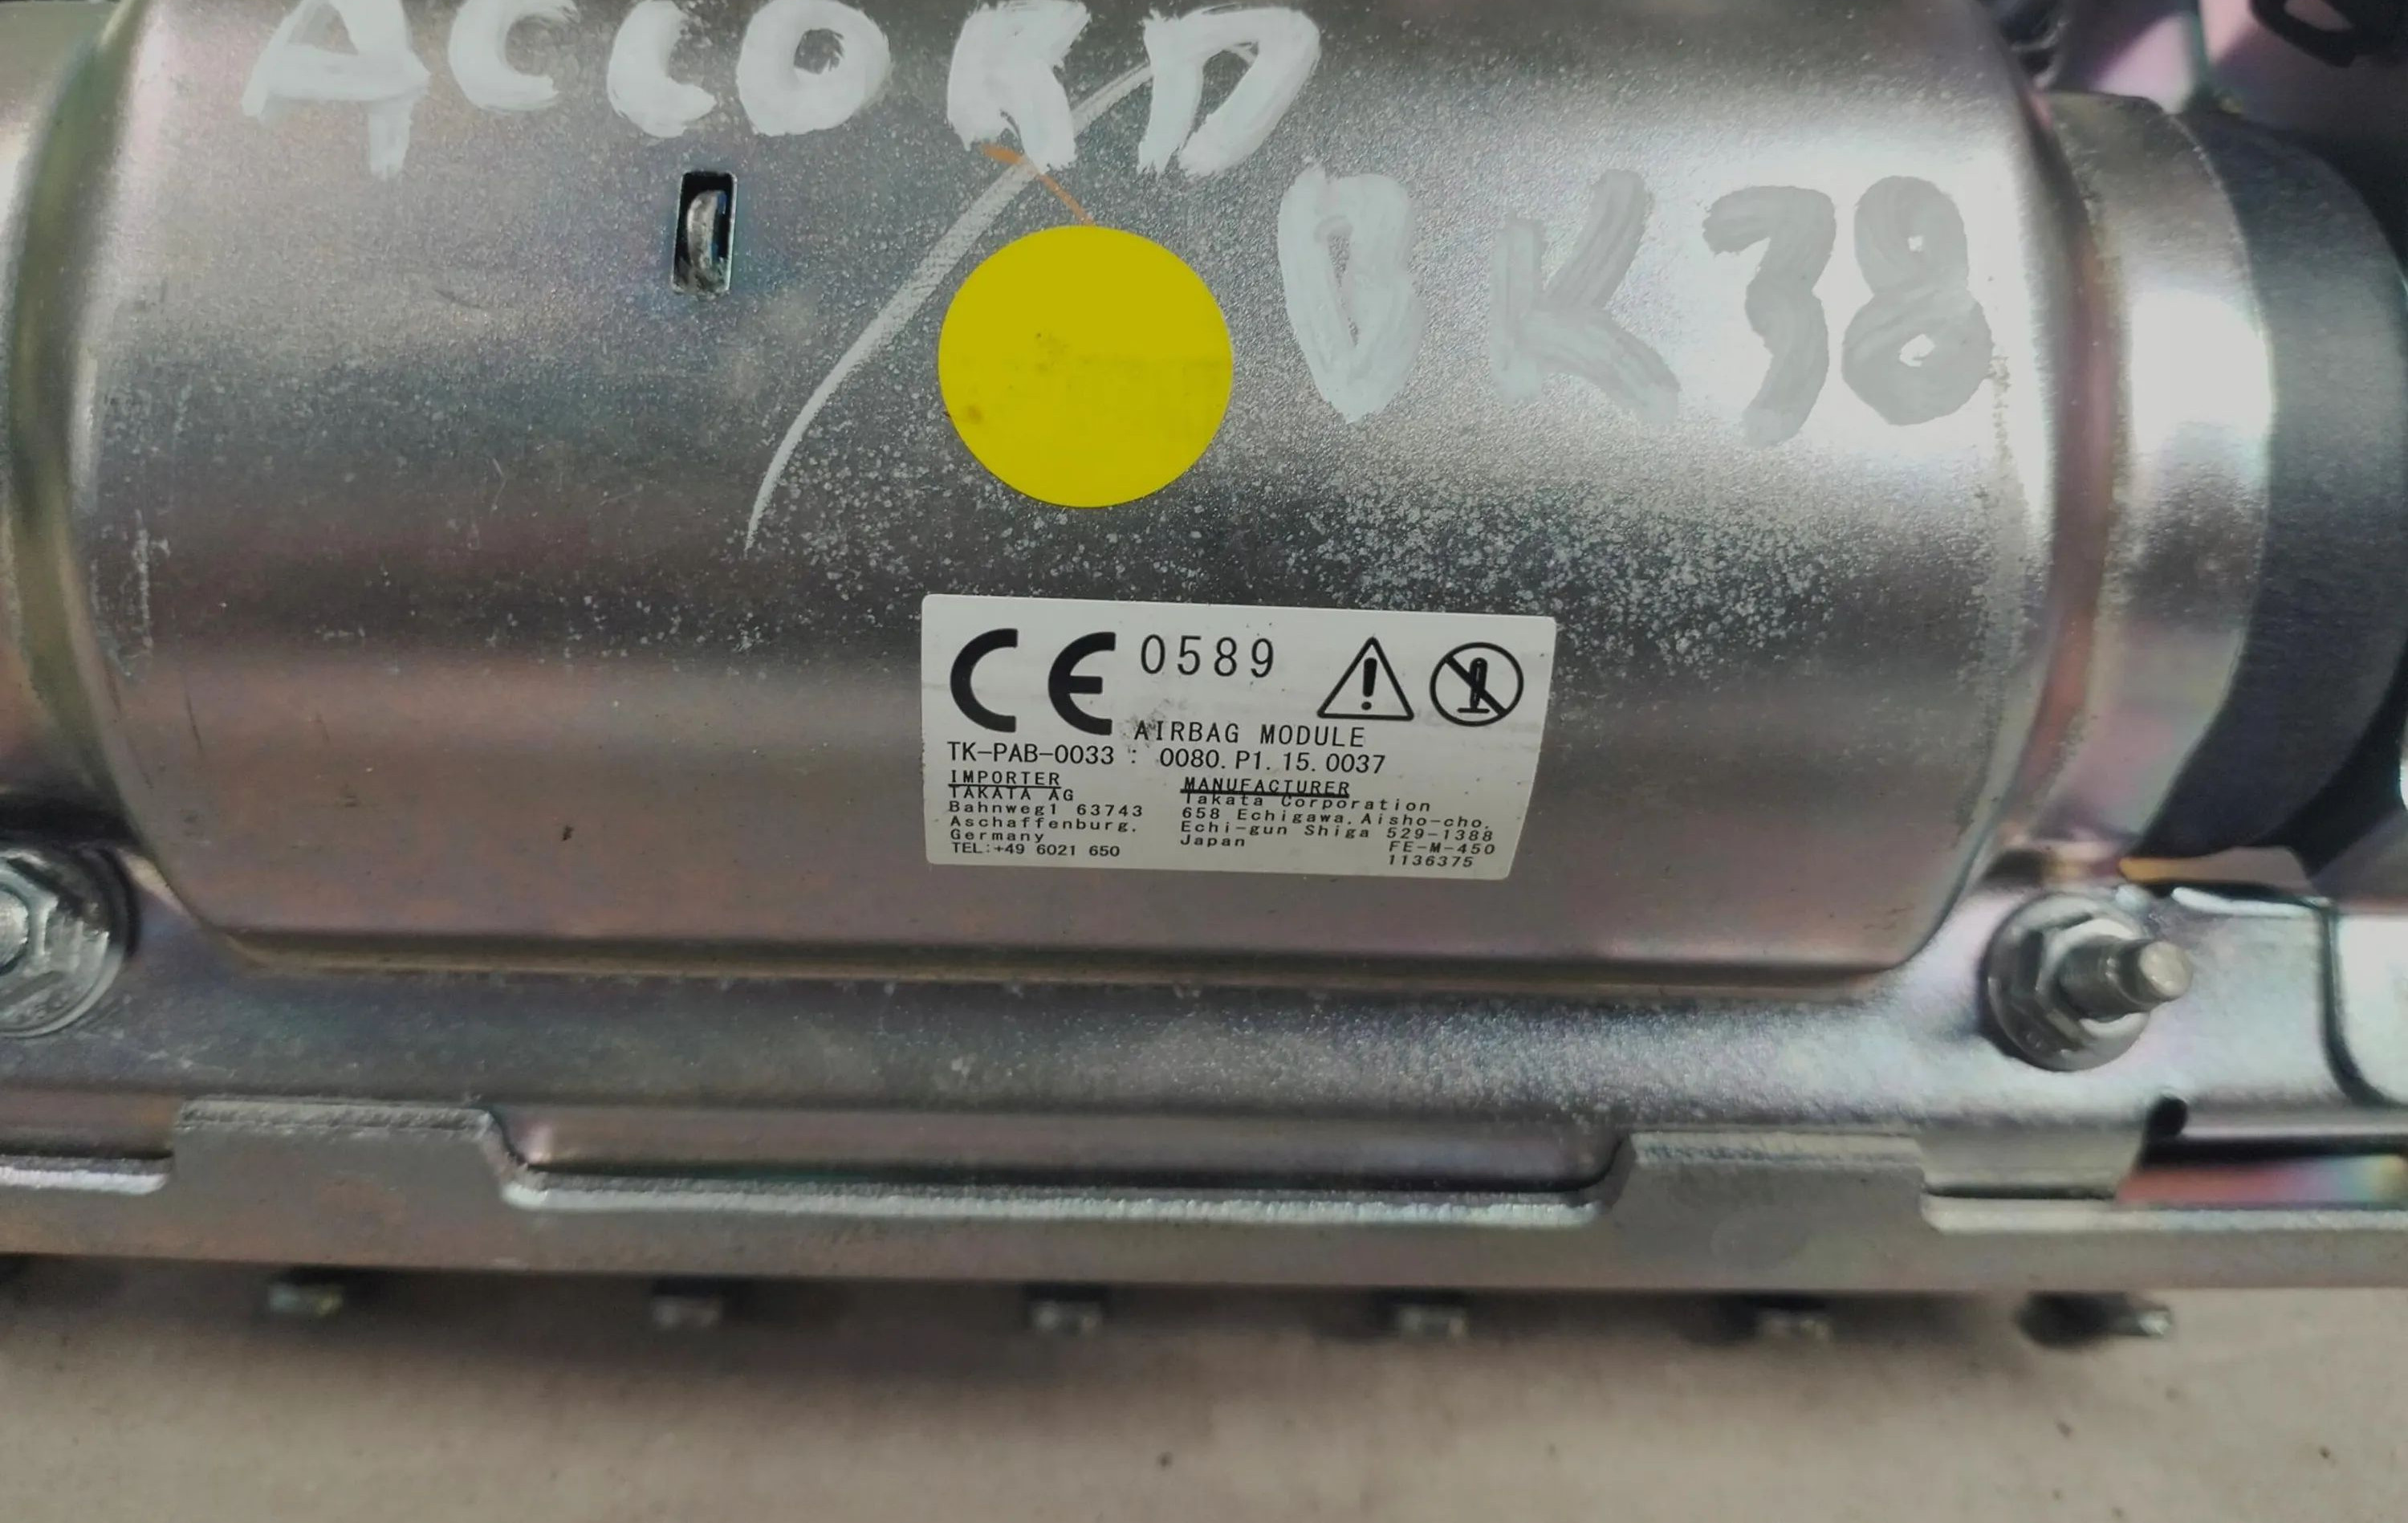 ACCORD
BK38
CE 0589
AIRBAG MODULE
TK-PAB-0033 : 0080.P1.15.0037
IMPORTER
TAKATA AG
Bahnweg1 63743
Aschaffenburg,
Germany
TEL:+49 6021 650
MANUFACTURER
Takata Corporation
658 Echigawa,Aisho-cho,
Echi-gun Shiga 529-1388
Japan
FE-M-450
1136375